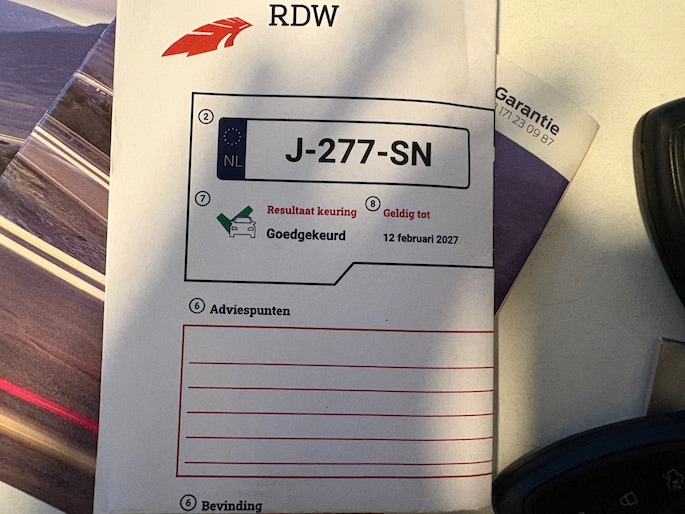 RDW
Garantie
171 23 09 87
2
NL
J-277-SN
7
Resultaat keuring
8
Geldig tot
Goedgekeurd
12 februari 2027
6
Adviespunten
6
Bevinding